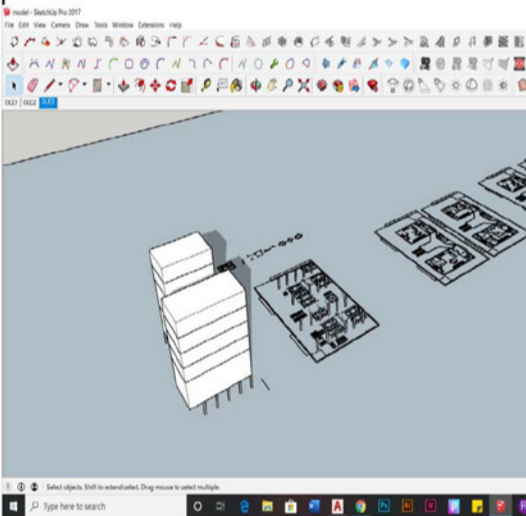 model - SketchUp Pro 2017
File Edit View Camera Draw Tools Window Extensions Help
Select objects. Shift to extend select. Drag mouse to select multiple.
Type here to search